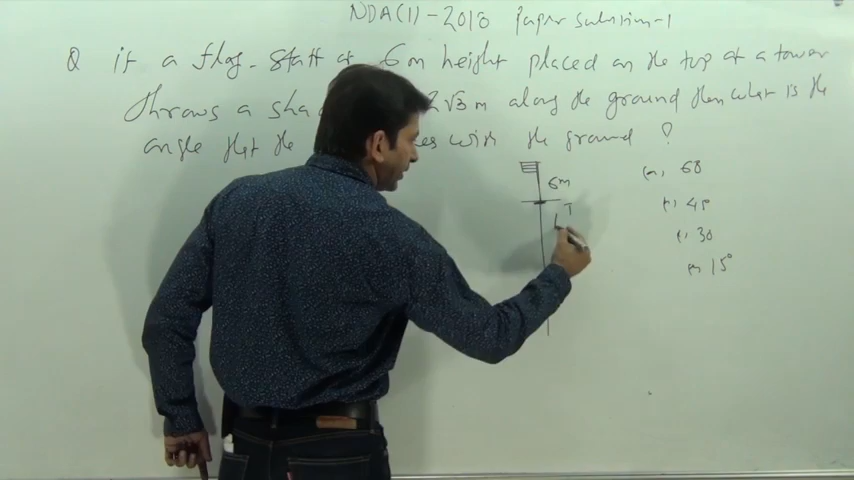 NDA(1)-2018 Paper solution-1
Q if a flag-staff of 6m height placed on the top of a tower
throws a sha 2√3 m along the ground then what is the
angle that the es with the ground ?
6m
T
60
45
30
15°